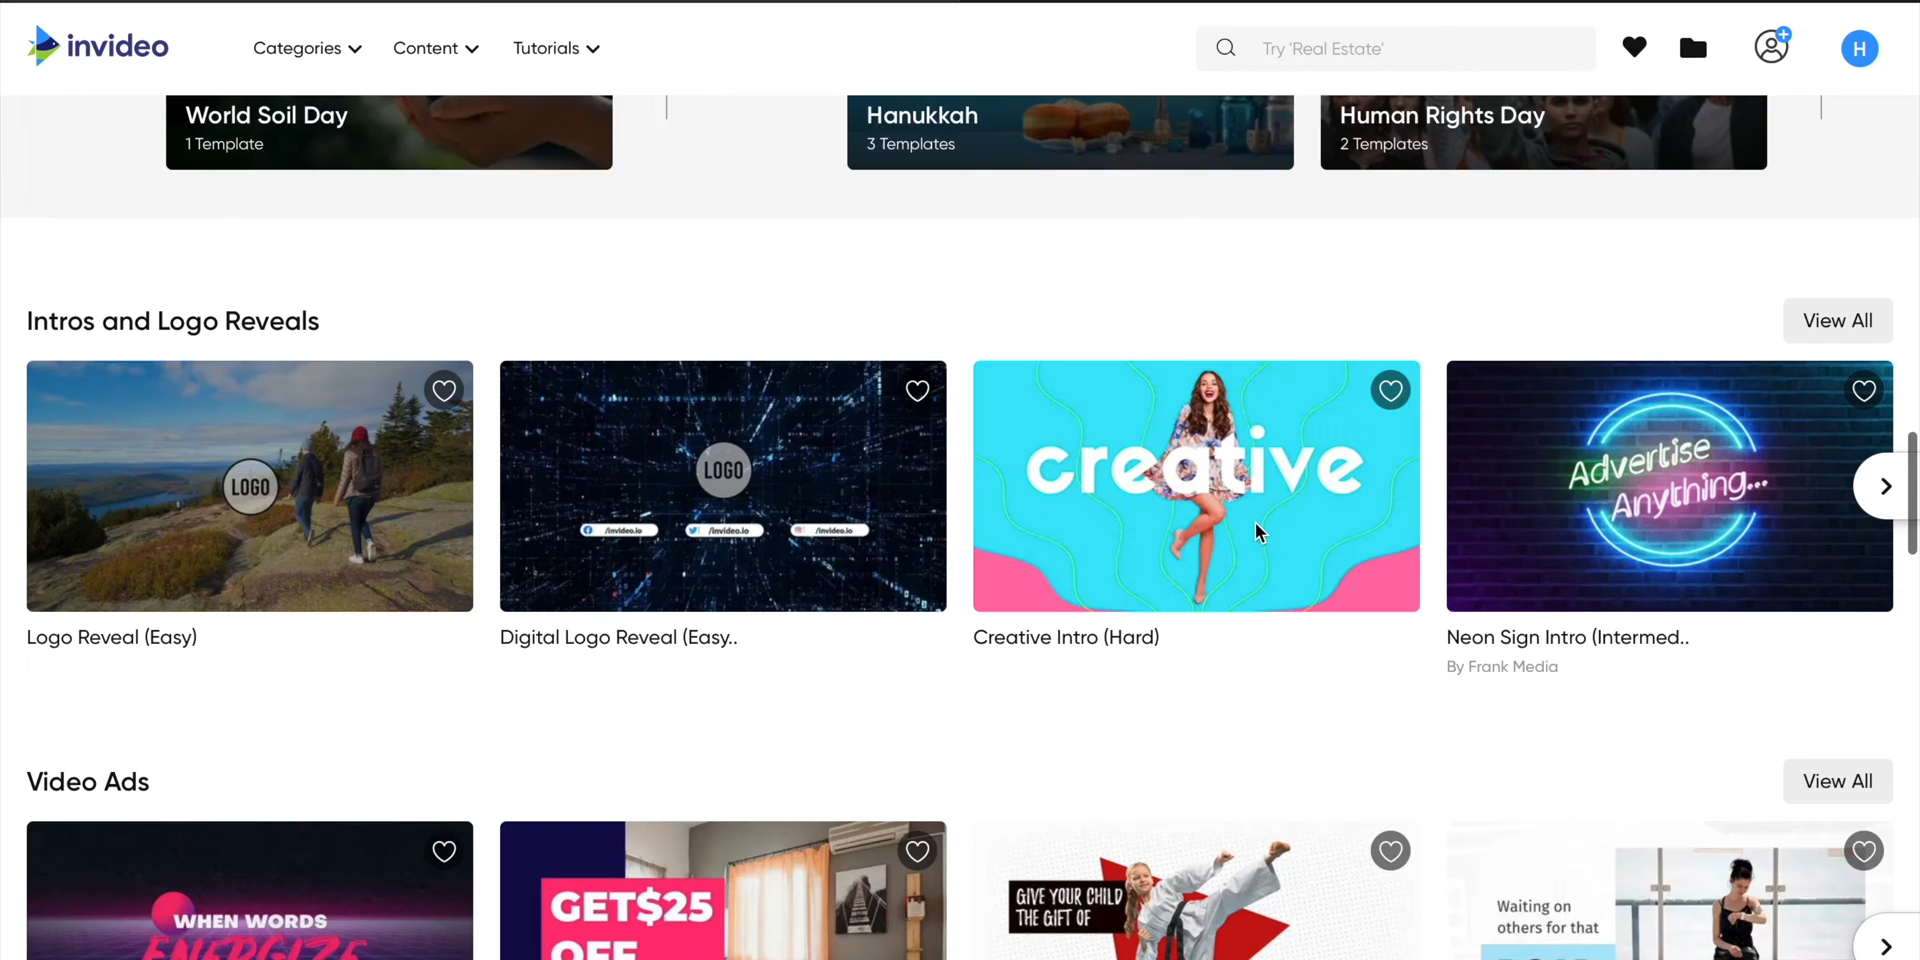 invideo
Categories
Content
Tutorials
Try 'Real Estate'
H
World Soil Day
1 Template
Hanukkah
3 Templates
Human Rights Day
2 Templates
Intros and Logo Reveals
View All
LOGO
LOGO
/invideo.io
/invideo.io
/invideo.io
creative
Advertise
Anything...
Logo Reveal (Easy)
Digital Logo Reveal (Easy..
Creative Intro (Hard)
Neon Sign Intro (Intermed..
By Frank Media
Video Ads
View All
WHEN WORDS
ENERGIZE
GET$25
OFF
GIVE YOUR CHILD
THE GIFT OF
Waiting on
others for that